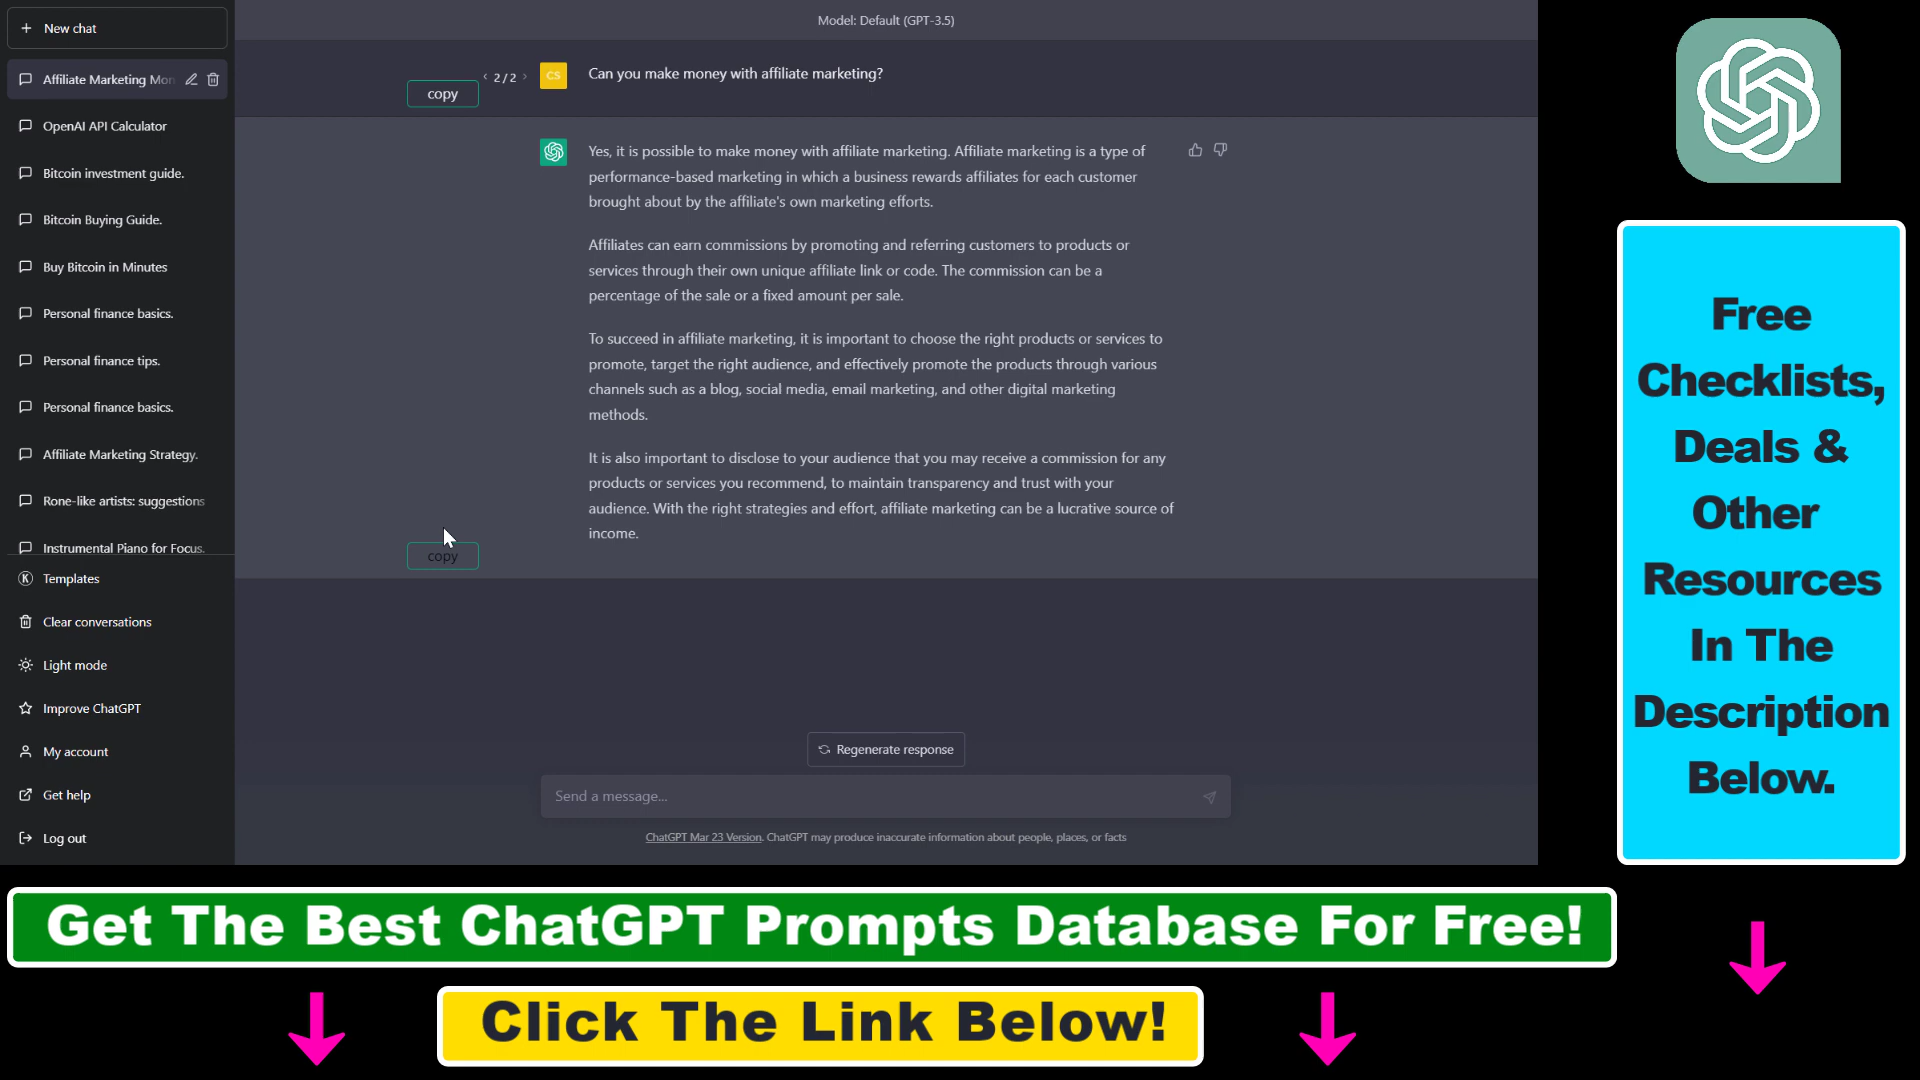 New chat
Affiliate Marketing Mon
OpenAI API Calculator
Bitcoin investment guide.
Bitcoin Buying Guide.
Buy Bitcoin in Minutes
Personal finance basics.
Personal finance tips.
Personal finance basics.
Affiliate Marketing Strategy.
Rone-like artists: suggestions
Instrumental Piano for Focus.
Templates
Clear conversations
Light mode
Improve ChatGPT
My account
Get help
Log out
Model: Default (GPT-3.5)
2 / 2
copy
CS
Can you make money with affiliate marketing?
Yes, it is possible to make money with affiliate marketing. Affiliate marketing is a type of
performance-based marketing in which a business rewards affiliates for each customer
brought about by the affiliate's own marketing efforts.
Affiliates can earn commissions by promoting and referring customers to products or
services through their own unique affiliate link or code. The commission can be a
percentage of the sale or a fixed amount per sale.
To succeed in affiliate marketing, it is important to choose the right products or services to
promote, target the right audience, and effectively promote the products through various
channels such as a blog, social media, email marketing, and other digital marketing
methods.
It is also important to disclose to your audience that you may receive a commission for any
products or services you recommend, to maintain transparency and trust with your
audience. With the right strategies and effort, affiliate marketing can be a lucrative source of
income.
copy
Regenerate response
Send a message...
ChatGPT Mar 23 Version. ChatGPT may produce inaccurate information about people, places, or facts
Free
Checklists,
Deals &
Other
Resources
In The
Description
Below.
Get The Best ChatGPT Prompts Database For Free!
Click The Link Below!